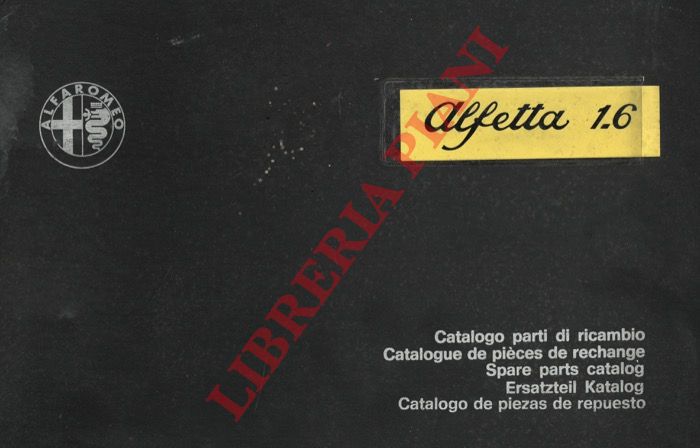 ALFA ROMEO
Alfetta 1.6
LIBRERIA PIANI
Catalogo parti di ricambio
Catalogue de pièces de rechange
Spare parts catalog
Ersatzteil Katalog
Catalogo de piezas de repuesto